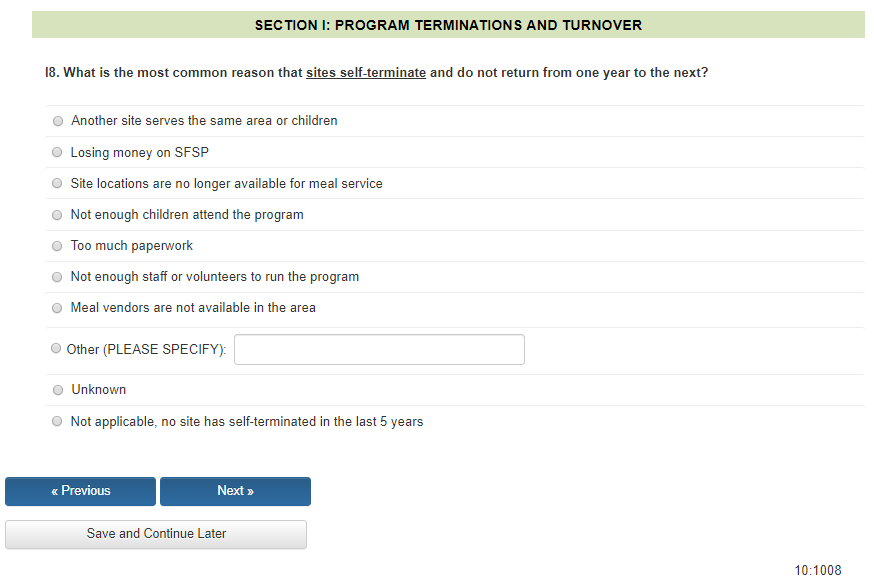 SECTION I: PROGRAM TERMINATIONS AND TURNOVER
I8. What is the most common reason that sites self-terminate and do not return from one year to the next?
Another site serves the same area or children
Losing money on SFSP
Site locations are no longer available for meal service
Not enough children attend the program
Too much paperwork
Not enough staff or volunteers to run the program
Meal vendors are not available in the area
Other (PLEASE SPECIFY):
Unknown
Not applicable, no site has self-terminated in the last 5 years
« Previous Next »
Save and Continue Later
10:1008